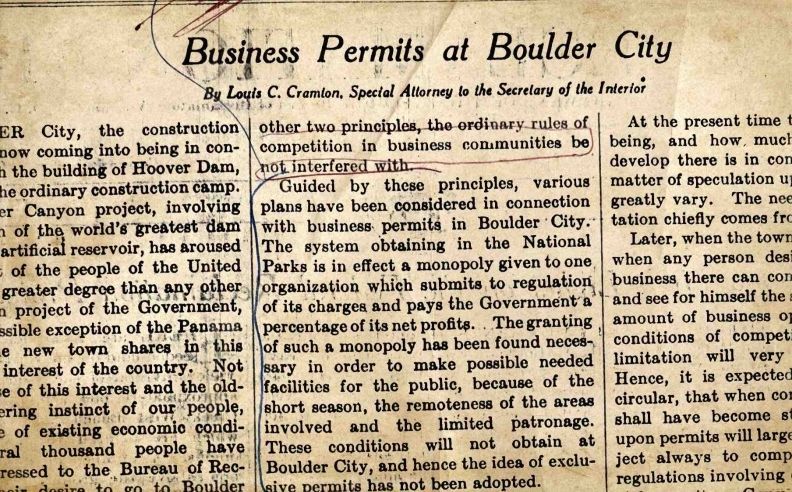 Business Permits at Boulder City
By Louis C. Cramton, Special Attorney to the Secretary of the Interior
ER City, the construction
now coming into being in con-
h the building of Hoover Dam,
he ordinary construction camp.
er Canyon project, involving
n of the world's greatest dam
artificial reservoir, has aroused
t of the people of the United
greater degree than any other
n project of the Government,
ssible exception of the Panama
e new town shares in this
interest of the country. Not
se of this interest and the old-
ering instinct of our people,
e of existing economic condi-
ral thousand people have
ressed to the Bureau of Rec-
desire to go to Boulder
other two principles, the ordinary rules of
competition in business communities be
not interfered with.
Guided by these principles, various
plans have been considered in connection
with business permits in Boulder City.
The system obtaining in the National
Parks is in effect a monopoly given to one
organization which submits to regulation
of its charges and pays the Government a
percentage of its net profits. The granting
of such a monopoly has been found neces-
sary in order to make possible needed
facilities for the public, because of the
short season, the remoteness of the areas
involved and the limited patronage.
These conditions will not obtain at
Boulder City, and hence the idea of exclu-
sive permits has not been adopted.
At the present time t
being, and how much
develop there is in con
matter of speculation u
greatly vary. The nee
tation chiefly comes fro
Later, when the town
when any person desi
business there can con
and see for himself the s
amount of business op
conditions of competi
limitation will very
Hence, it is expected
circular, that when con
shall have become st
upon permits will large
ject always to comp
regulations involving